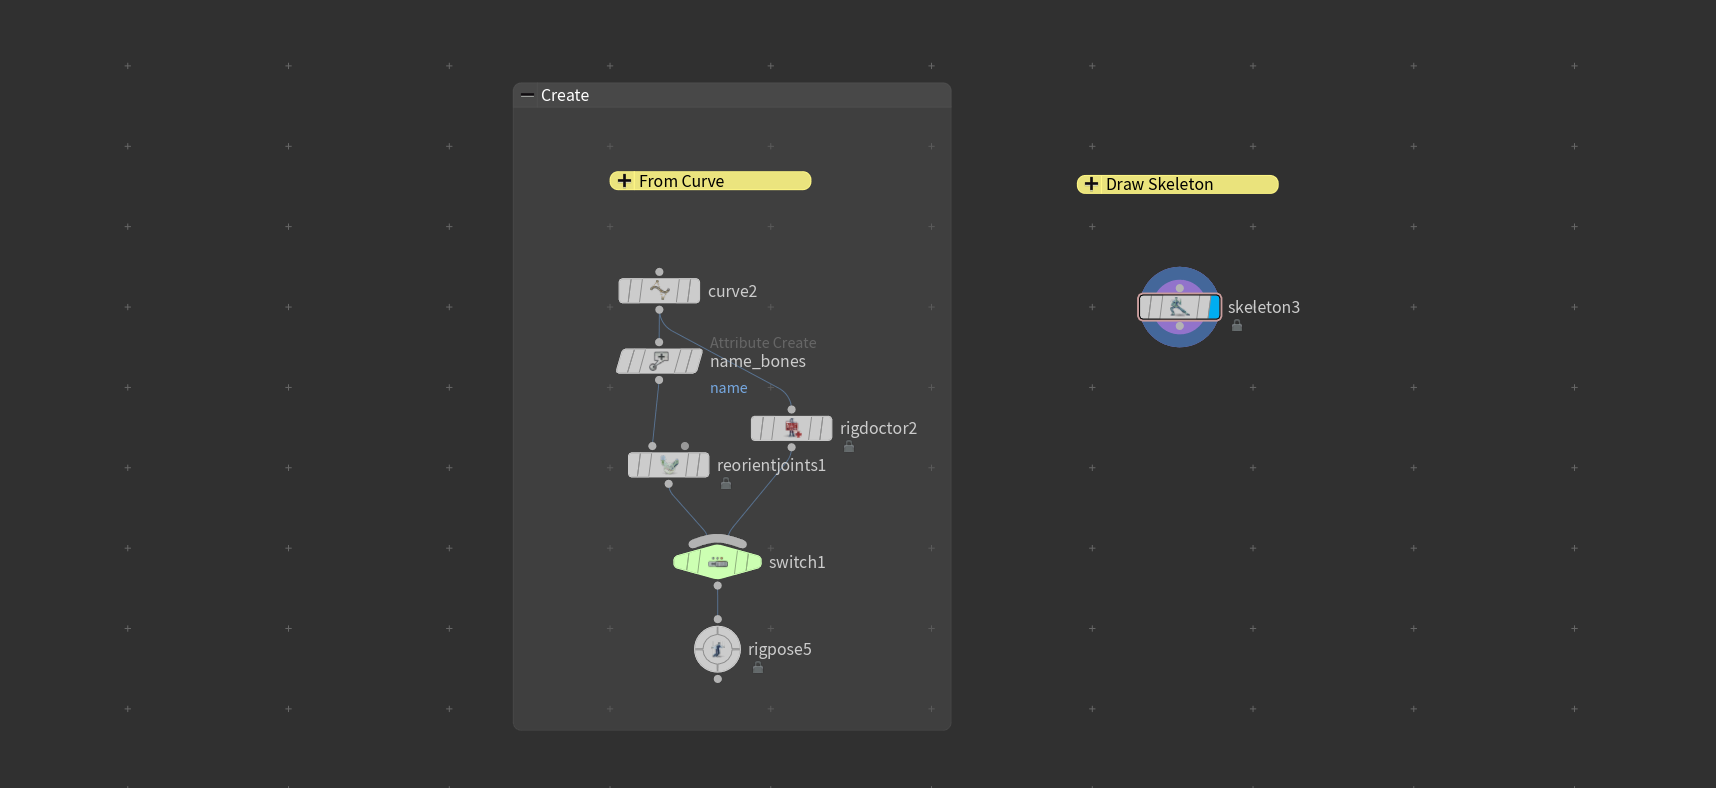 Create
From Curve
Draw Skeleton
curve2
skeleton3
Attribute Create
name_bones
name
rigdoctor2
reorientjoints1
switch1
rigpose5